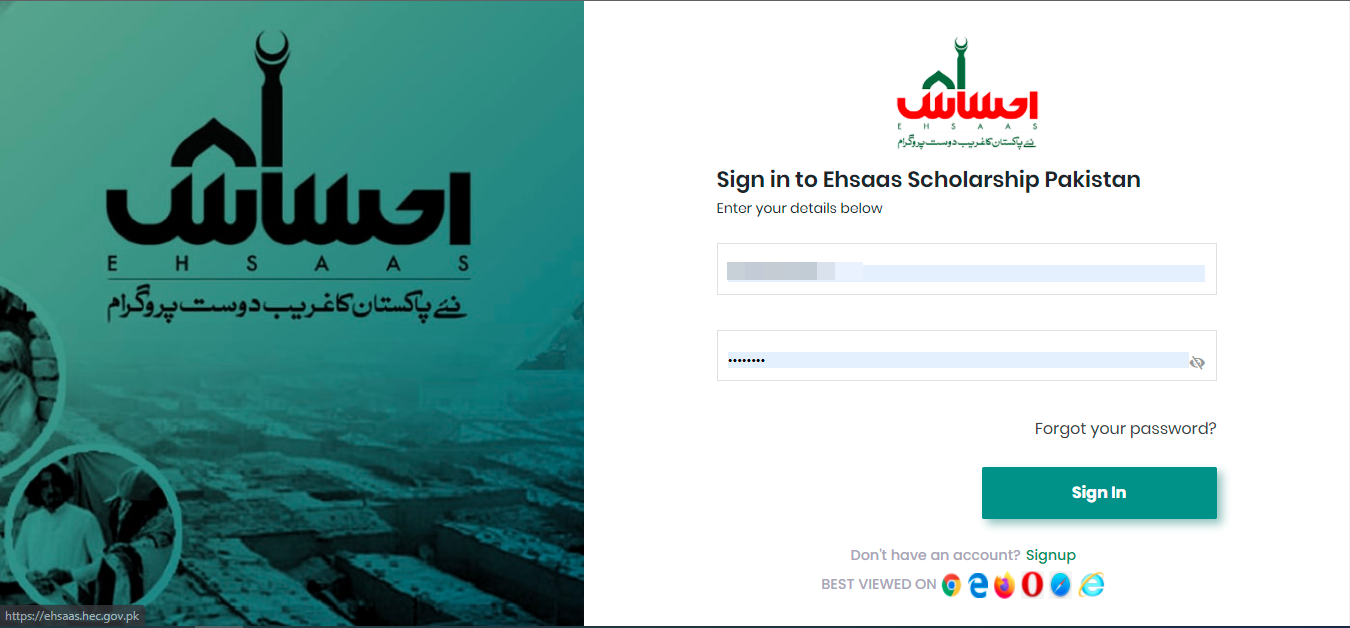 احساس
EHSAAS
نئے پاکستان کا غریب دوست پروگرام
https://ehsaas.hec.gov.pk
احساس
EHSAAS
نئے پاکستان کا غریب دوست پروگرام
Sign in to Ehsaas Scholarship Pakistan
Enter your details below
••••••••
Forgot your password?
Sign In
Don't have an account? Signup
BEST VIEWED ON